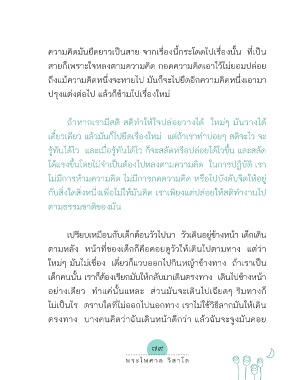 ความคิดมันยืดยาวเป็นสาย จากเรื่องนี้กระโดดไปเรื่องนั้น ที่เป็น
สายก็เพราะใจหลงตามความคิด กอดความคิดเอาไว้ไม่ยอมปล่อย
ถึงแม้ความคิดหนึ่งจะหายไป มันก็จะไปยึดอีกความคิดหนึ่งเอามา
ปรุงแต่งต่อไป แล้วก็ข้ามไปเรื่องใหม่
ถ้าหากเรามีสติ สติทำให้ใจปล่อยวางได้ ใหม่ๆ มันวางได้
เดี๋ยวเดียว แล้วมันก็ไปยึดเรื่องใหม่ แต่ถ้าเราทำบ่อยๆ สติจะไว จะ
รู้ทันได้ไว และเมื่อรู้ทันได้ไว ก็จะสลัดหรือปล่อยได้ไวขึ้น และสลัด
ได้แรงขึ้นโดยไม่จำเป็นต้องไปหลงตามความคิด ในการปฏิบัติ เรา
ไม่มีการห้ามความคิด ไม่มีการกดความคิด หรือไปบังคับจิตให้อยู่
กับสิ่งใดสิ่งหนึ่งเพื่อไม่ให้มันคิด เราเพียงแต่ปล่อยให้สติทำงานไป
ตามธรรมชาติของมัน
เปรียบเหมือนกับเด็กต้อนวัวไปนา วัวเดินอยู่ข้างหน้า เด็กเดิน
ตามหลัง หน้าที่ของเด็กก็คือคอยดูวัวให้เดินไปตามทาง แต่ว่า
ใหม่ๆ มันไม่เชื่อง เดี๋ยวก็แวบออกไปกินหญ้าข้างทาง ถ้าเราเป็น
เด็กคนนั้น เราก็ต้องเรียกมันให้กลับมาเดินตรงทาง เดินไปข้างหน้า
อย่างเดียว ทำแค่นั้นแหละ ส่วนมันจะเดินไปเฉียดๆ ริมทางก็
ไม่เป็นไร ตราบใดที่ไม่ออกไปนอกทาง เราไม่ใช้วิธีลากมันให้เดิน
ตรงทาง บางคนคิดว่าฉันเดินหน้าดีกว่า แล้วฉันจะจูงมันคอย
๗๙
พระไพศาล วิสาโล